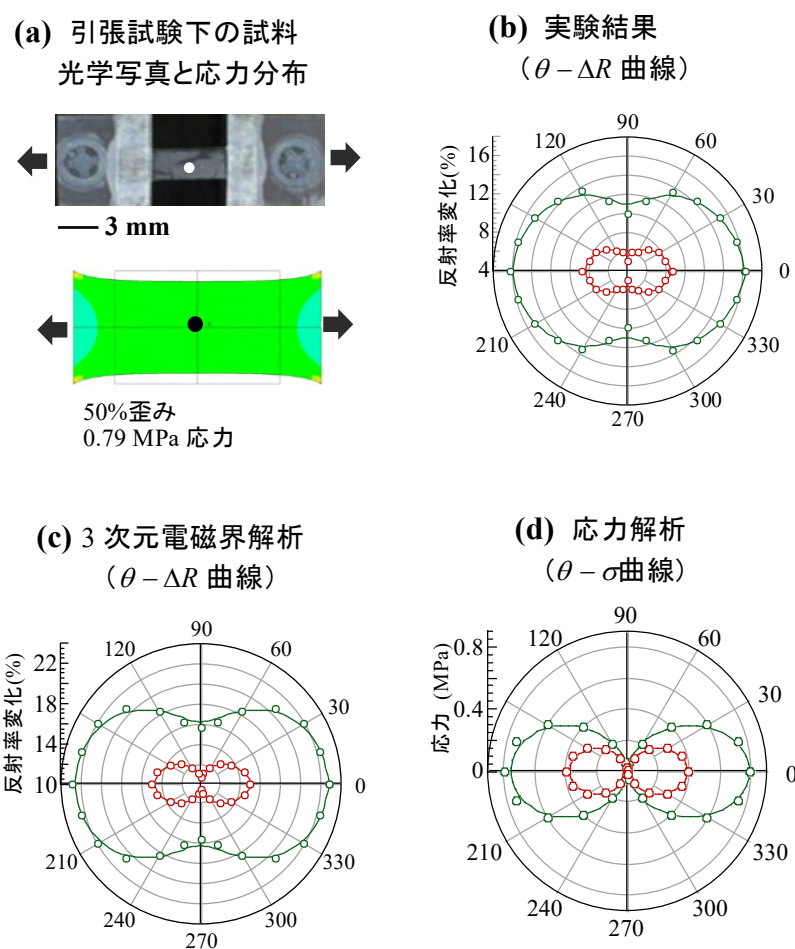 (a) 引張試験下の試料
光学写真と応力分布
3 mm
50%歪み
0.79 MPa 応力
(b) 実験結果
（θ − ΔR 曲線）
反射率変化(%)
16
12
8
4
90
120
60
30
0
210
330
240
300
270
(c) 3 次元電磁界解析
（θ − ΔR 曲線）
反射率変化(%)
22
18
14
10
90
120
60
30
0
210
330
240
300
270
(d) 応力解析
（θ − σ曲線）
応力 (MPa)
0.8
0.4
0
90
120
60
30
0
210
330
240
300
270